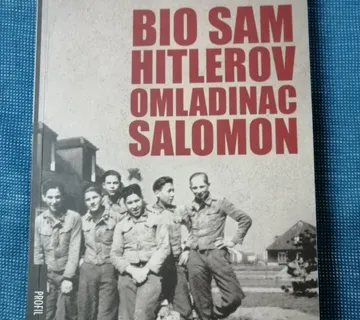 BIO SAM
HITLEROV
OMLADINAC
SALOMON
PROFIL